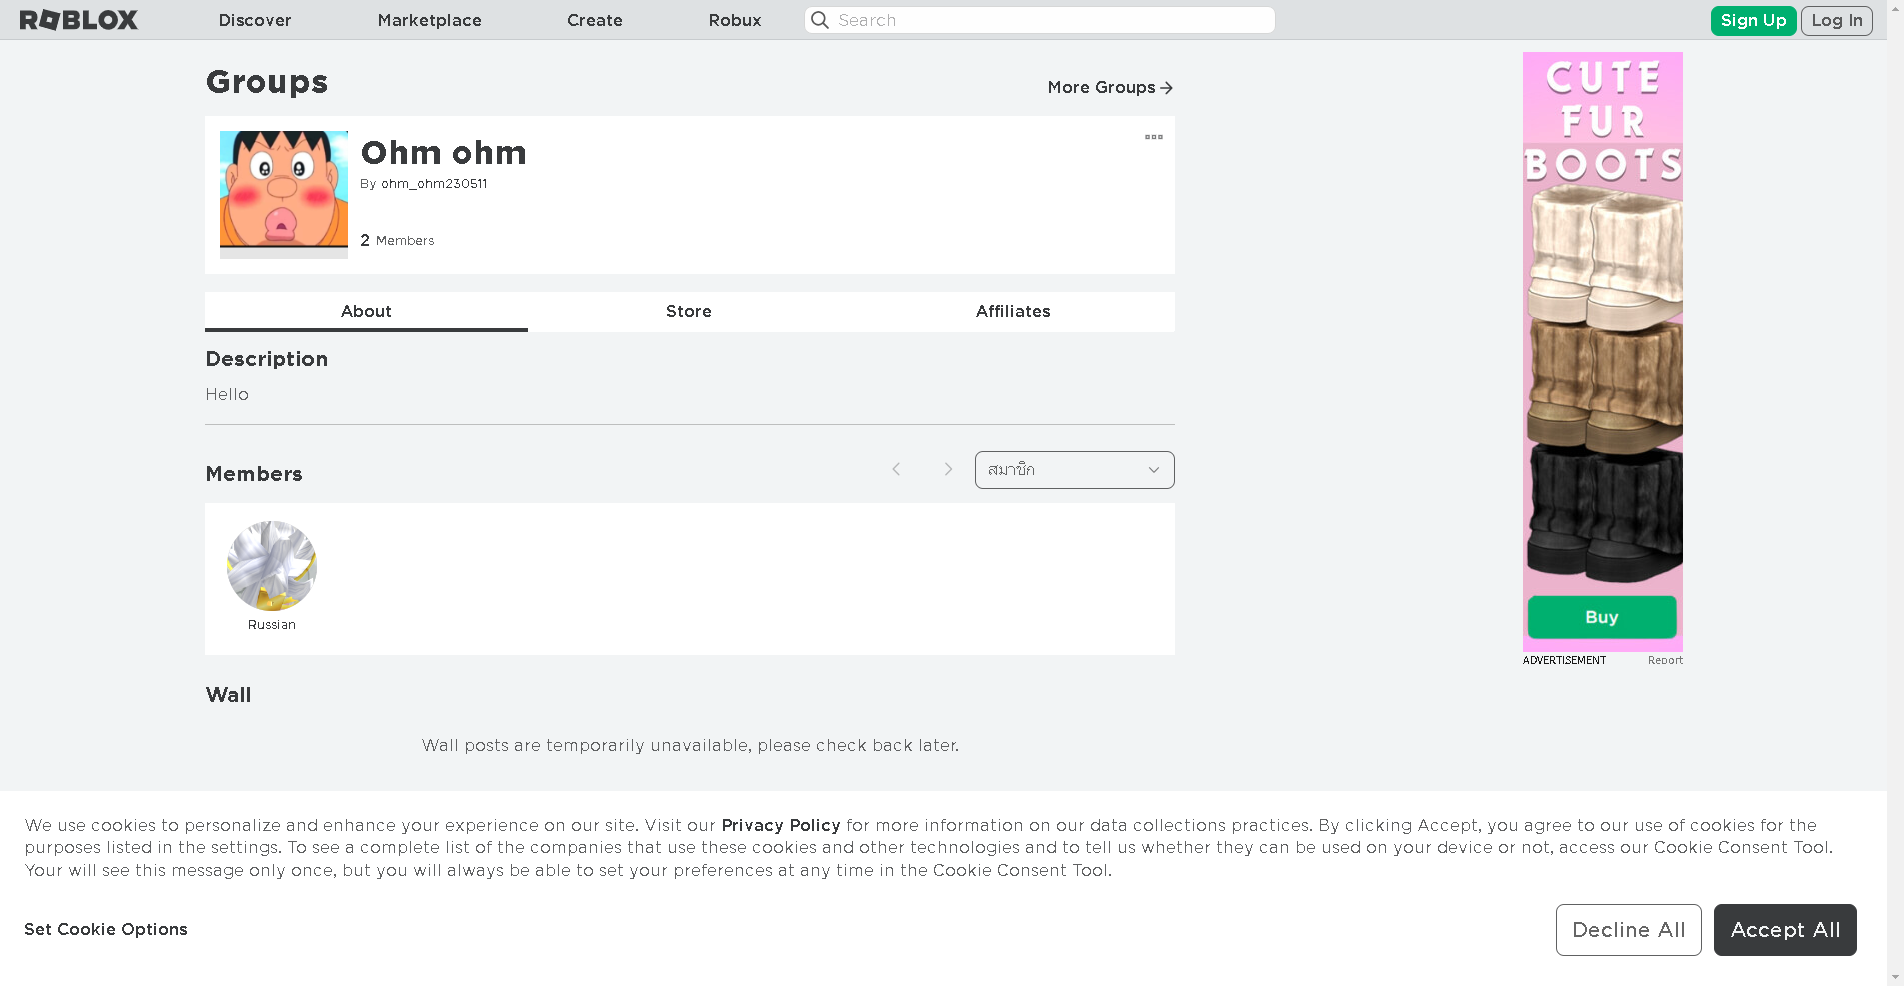 ROBLOX
Discover
Marketplace
Create
Robux
Search
Sign Up
Log In
Groups
More Groups
Ohm ohm
By ohm_ohm230511
2 Members
About
Store
Affiliates
Description
Hello
Members
สมาชิก
Russian
Wall
Wall posts are temporarily unavailable, please check back later.
CUTE
FUR
BOOTS
Buy
ADVERTISEMENT
Report
We use cookies to personalize and enhance your experience on our site. Visit our Privacy Policy for more information on our data collections practices. By clicking Accept, you agree to our use of cookies for the
purposes listed in the settings. To see a complete list of the companies that use these cookies and other technologies and to tell us whether they can be used on your device or not, access our Cookie Consent Tool.
Your will see this message only once, but you will always be able to set your preferences at any time in the Cookie Consent Tool.
Set Cookie Options
Decline All
Accept All